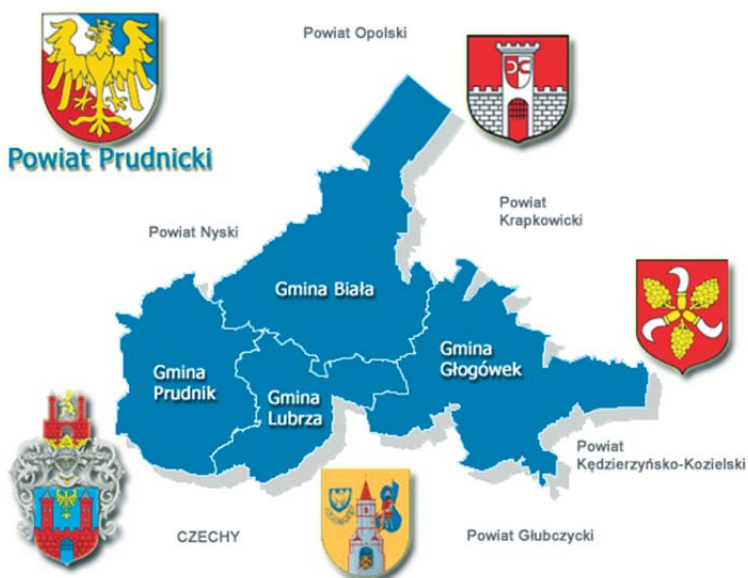 Powiat Opolski
Powiat Prudnicki
Powiat
Krapkowicki
Powiat Nyski
Gmina Biała
Gmina
Głogówek
Gmina
Prudnik
Gmina
Lubrza
Powiat
Kędzierzyńsko-Kozielski
CZECHY
Powiat Głubczycki